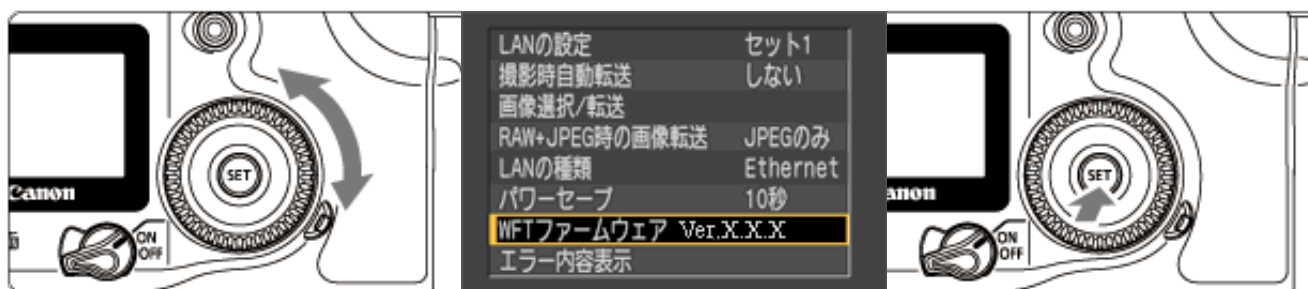 SET
Canon
ON
OFF
LANの設定 セット1
撮影時自動転送 しない
画像選択/転送
RAW+JPEG時の画像転送 JPEGのみ
LANの種類 Ethernet
パワーセーブ 10秒
WFTファームウェア Ver.X.X.X
エラー内容表示
SET
anon
ON
OFF